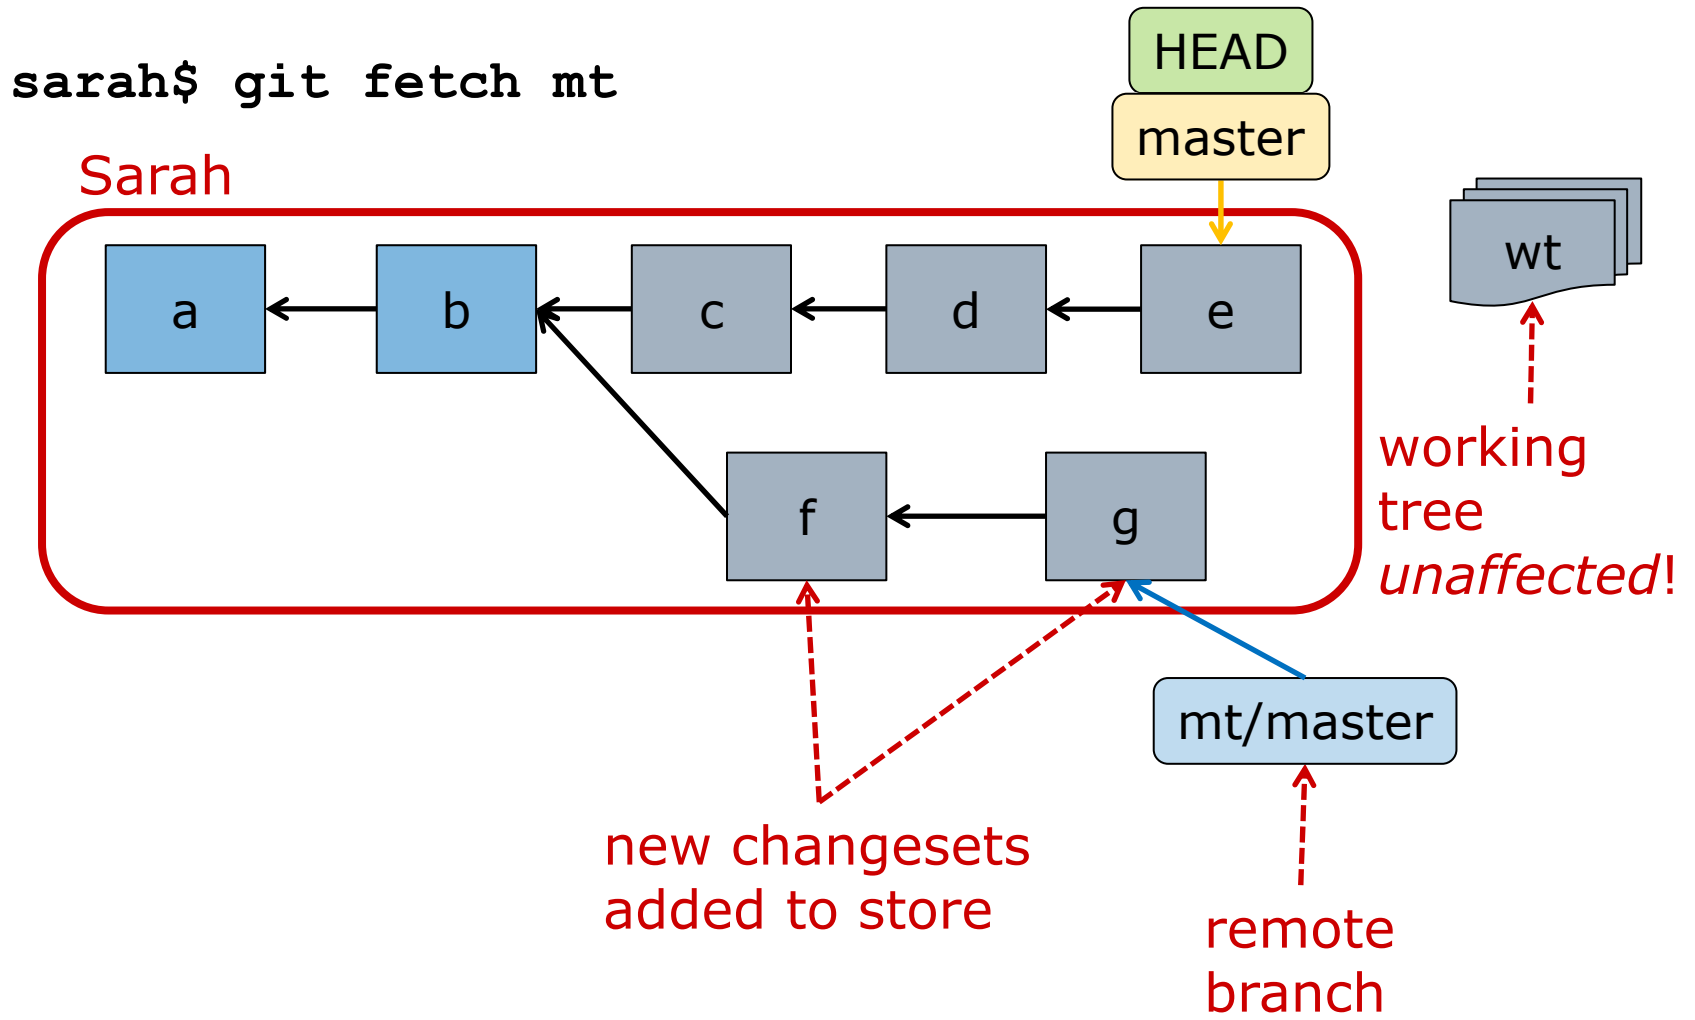 HEAD
sarah$ git fetch mt
master
Sarah
wt
a
b
c
d
e
working
tree
unaffected!
f
g
mt/master
new changesets
added to store
remote
branch